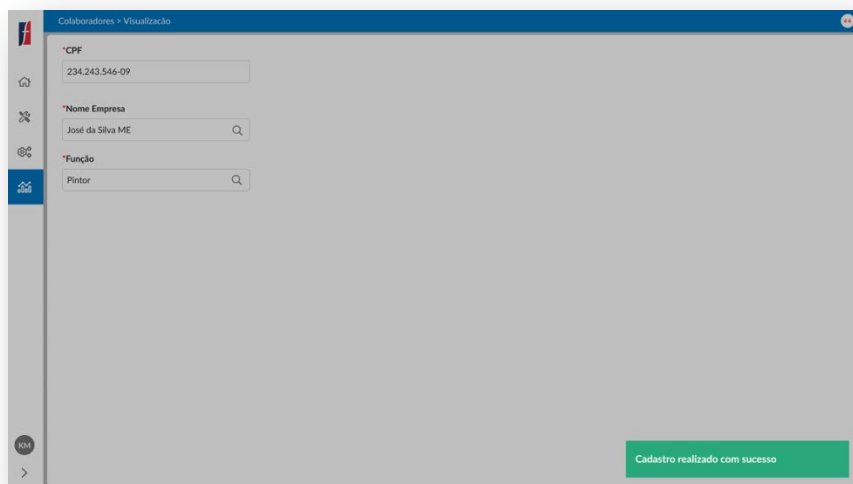 Colaboradores > Visualizacão
*CPF
234.243.546-09
*Nome Empresa
José da Silva ME
*Função
Pintor
KM
Cadastro realizado com sucesso